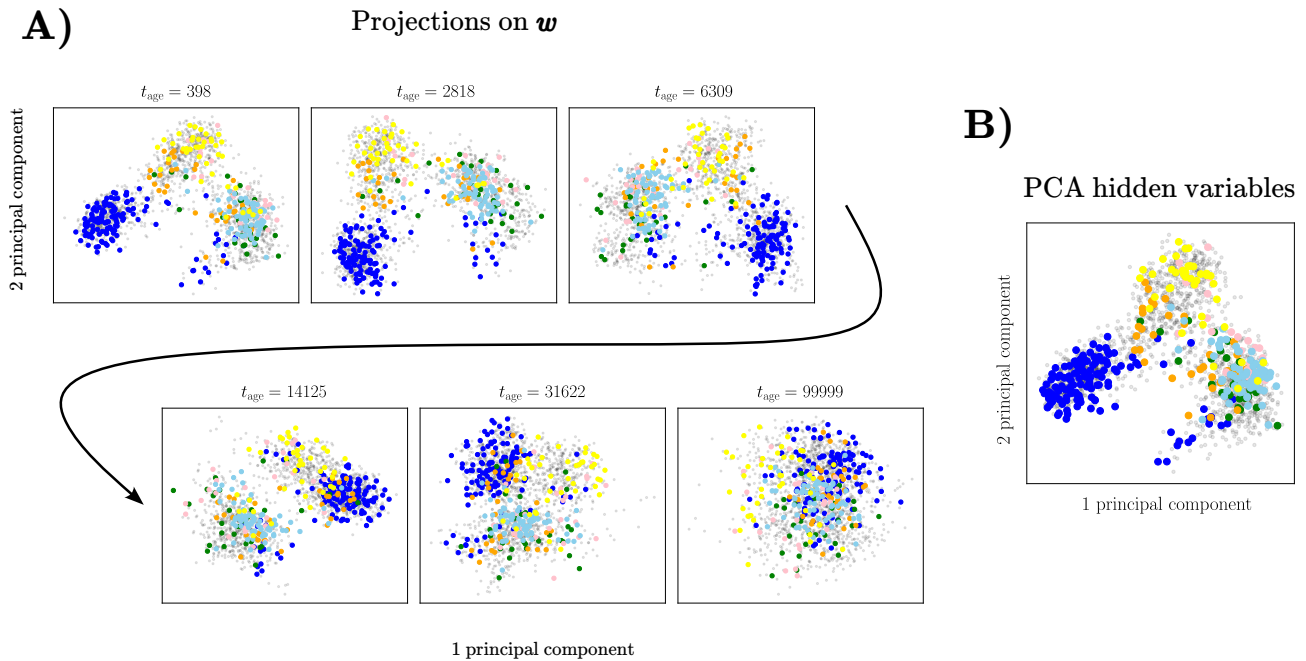 A)
Projections on w
t_age = 398
t_age = 2818
t_age = 6309
2 principal component
t_age = 14125
t_age = 31622
t_age = 99999
1 principal component
B)
PCA hidden variables
2 principal component
1 principal component